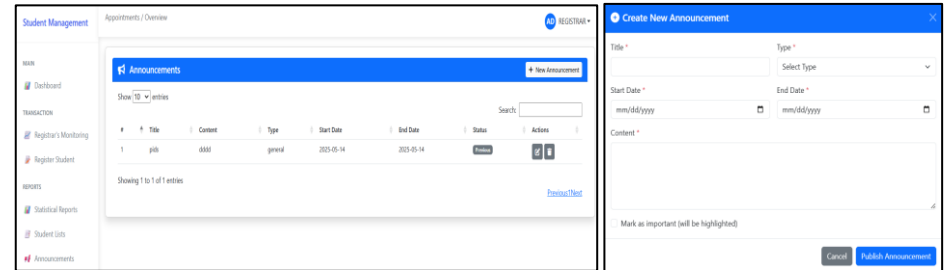 Student Management
Appointments / Overview
AD REGISTRAR
MAIN
Dashboard
TRANSACTION
Registrar's Monitoring
Register Student
REPORTS
Statistical Reports
Student Lists
Announcements
Announcements
+ New Announcement
Show 10 entries
Search:
# Title Content Type Start Date End Date Status Actions
1 pids dddd general 2025-05-14 2025-05-14 Previous
Showing 1 to 1 of 1 entries
Previous1Next
Create New Announcement
Title * Type *
Select Type
Start Date * End Date *
mm/dd/yyyy mm/dd/yyyy
Content *
Mark as important (will be highlighted)
Cancel Publish Announcement